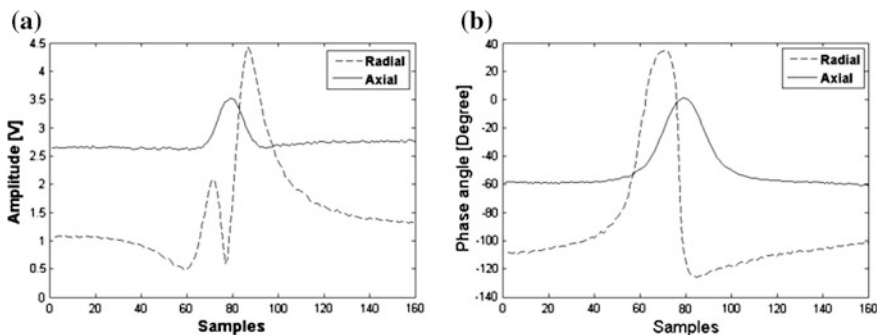 (a)
4.5
4
3.5
3
2.5
2
1.5
1
0.5
0
0 20 40 60 80 100 120 140 160
Amplitude [V]
Samples
Radial
Axial
(b)
40
20
0
-20
-40
-60
-80
-100
-120
-140
0 20 40 60 80 100 120 140 160
Phase angle [Degree]
Samples
Radial
Axial